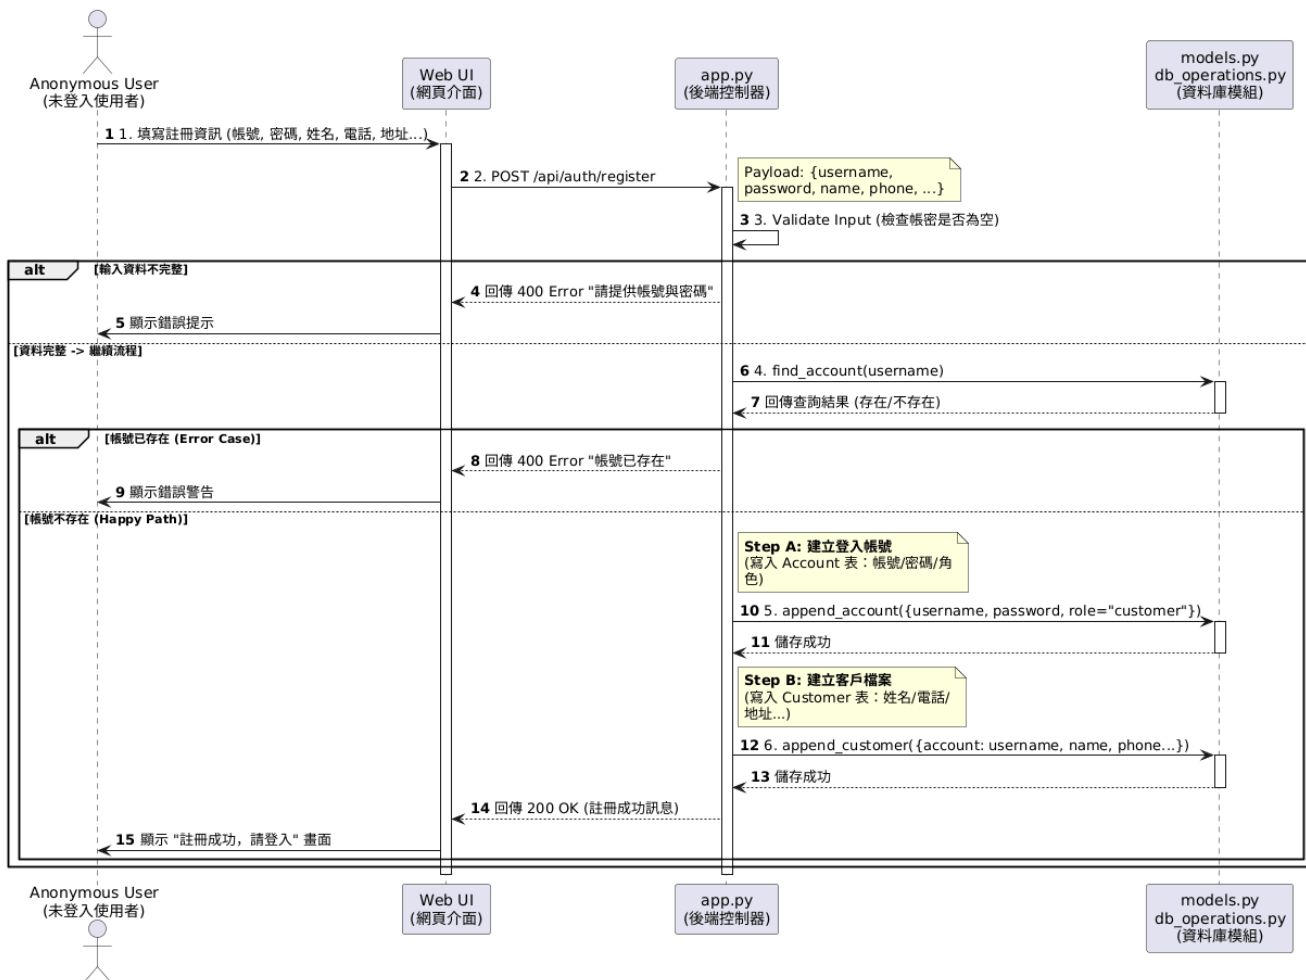 Anonymous User
(未登入使用者)
Web UI
(網頁介面)
app.py
(後端控制器)
models.py
db_operations.py
(資料庫模組)
1 1. 填寫註冊資訊 (帳號, 密碼, 姓名, 電話, 地址...)
2 2. POST /api/auth/register
Payload: {username,
password, name, phone, ...}
3 3. Validate Input (檢查帳密是否為空)
alt [輸入資料不完整]
4 回傳 400 Error "請提供帳號與密碼"
5 顯示錯誤提示
[資料完整 -> 繼續流程]
6 4. find_account(username)
7 回傳查詢結果 (存在/不存在)
alt [帳號已存在 (Error Case)]
8 回傳 400 Error "帳號已存在"
9 顯示錯誤警告
[帳號不存在 (Happy Path)]
Step A: 建立登入帳號
(寫入 Account 表：帳號/密碼/角
色)
10 5. append_account({username, password, role="customer"})
11 儲存成功
Step B: 建立客戶檔案
(寫入 Customer 表：姓名/電話/
地址...)
12 6. append_customer({account: username, name, phone...})
13 儲存成功
14 回傳 200 OK (註冊成功訊息)
15 顯示 "註冊成功，請登入" 畫面
Anonymous User
(未登入使用者)
Web UI
(網頁介面)
app.py
(後端控制器)
models.py
db_operations.py
(資料庫模組)